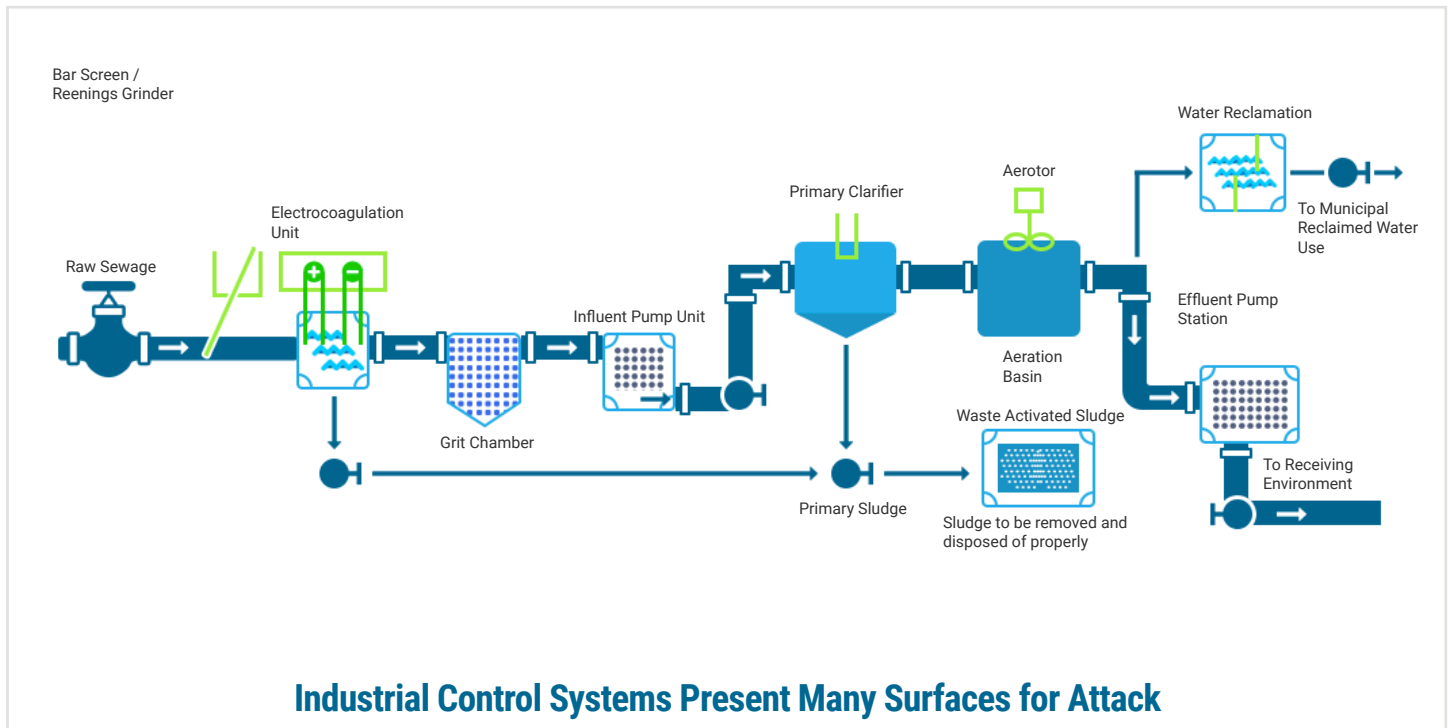 Bar Screen /
Reenings Grinder
Water Reclamation
Primary Clarifier
Aerotor
Electrocoagulation
Unit
To Municipal
Reclaimed Water
Use
Raw Sewage
+
−
Influent Pump Unit
Effluent Pump
Station
Aeration
Basin
Grit Chamber
Waste Activated Sludge
To Receiving
Environment
Primary Sludge
Sludge to be removed and
disposed of properly
Industrial Control Systems Present Many Surfaces for Attack